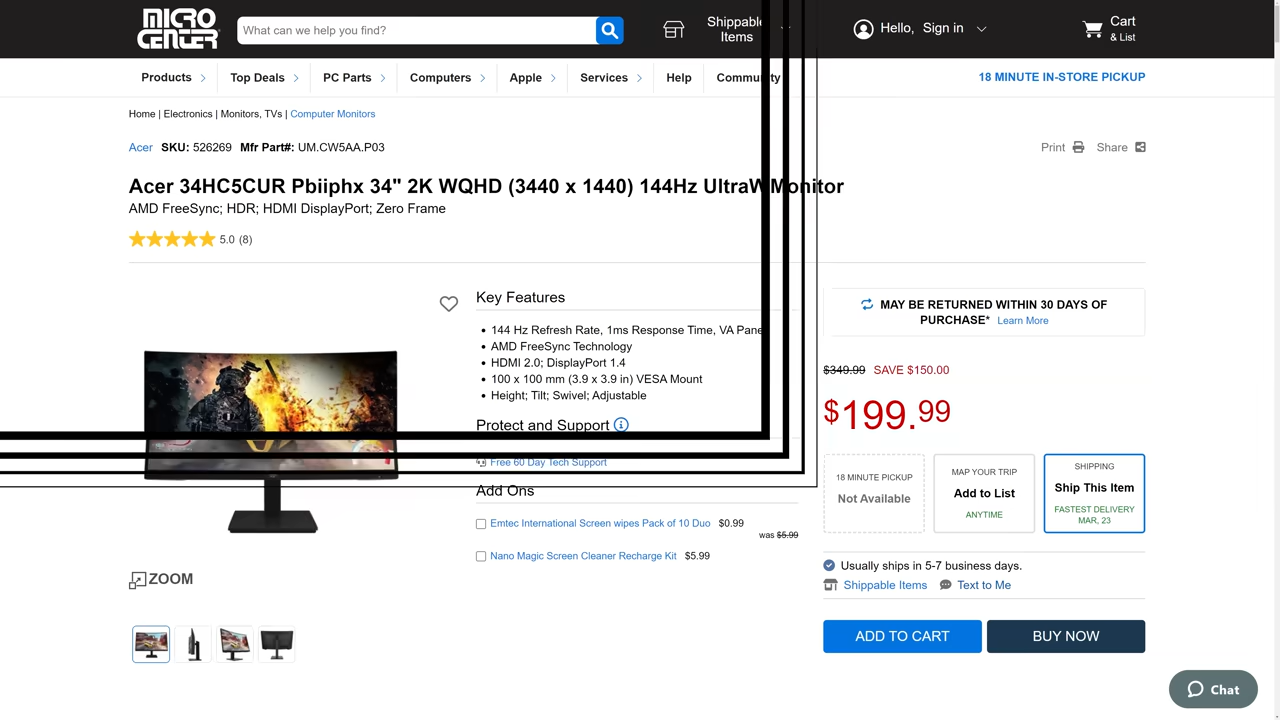 MICRO CENTER
What can we help you find?
Shippable
Items
Hello, Sign in
Cart
& List
Products
Top Deals
PC Parts
Computers
Apple
Services
Help
Community
18 MINUTE IN-STORE PICKUP
Home | Electronics | Monitors, TVs | Computer Monitors
Acer SKU: 526269 Mfr Part#: UM.CW5AA.P03
Print
Share
Acer 34HC5CUR Pbiiphx 34" 2K WQHD (3440 x 1440) 144Hz UltraW Monitor
AMD FreeSync; HDR; HDMI DisplayPort; Zero Frame
5.0 (8)
Key Features
• 144 Hz Refresh Rate, 1ms Response Time, VA Panel
• AMD FreeSync Technology
• HDMI 2.0; DisplayPort 1.4
• 100 x 100 mm (3.9 x 3.9 in) VESA Mount
• Height; Tilt; Swivel; Adjustable
Protect and Support
Free 60 Day Tech Support
Add Ons
Emtec International Screen wipes Pack of 10 Duo $0.99
was $5.99
Nano Magic Screen Cleaner Recharge Kit $5.99
ZOOM
MAY BE RETURNED WITHIN 30 DAYS OF
PURCHASE* Learn More
$349.99 SAVE $150.00
$199.99
18 MINUTE PICKUP
Not Available
MAP YOUR TRIP
Add to List
ANYTIME
SHIPPING
Ship This Item
FASTEST DELIVERY
MAR, 23
Usually ships in 5-7 business days.
Shippable Items
Text to Me
ADD TO CART
BUY NOW
Chat